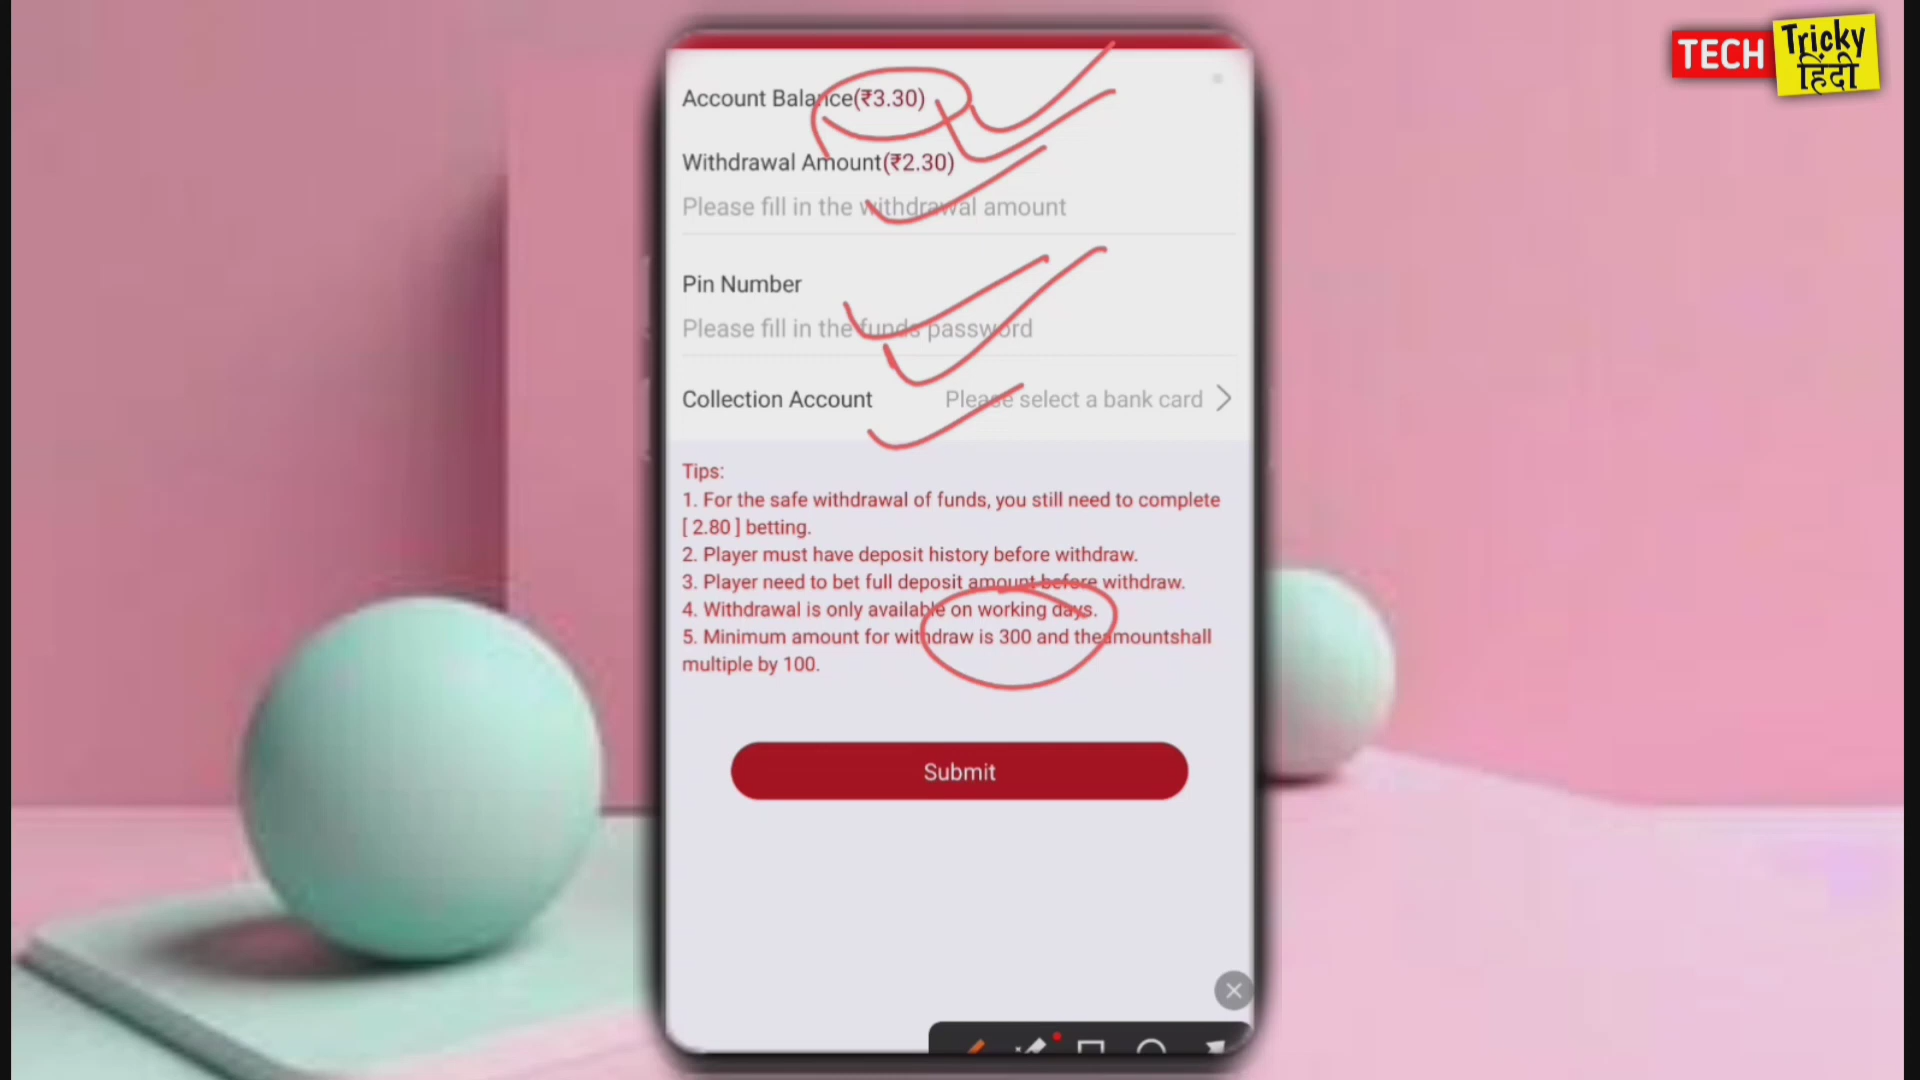 TECH Tricky
हिंदी
Account Balance(₹3.30)
Withdrawal Amount(₹2.30)
Please fill in the withdrawal amount
Pin Number
Please fill in the funds password
Collection Account Please select a bank card
Tips:
1. For the safe withdrawal of funds, you still need to complete
[ 2.80 ] betting.
2. Player must have deposit history before withdraw.
3. Player need to bet full deposit amount before withdraw.
4. Withdrawal is only available on working days.
5. Minimum amount for withdraw is 300 and theamountshall
multiple by 100.
Submit